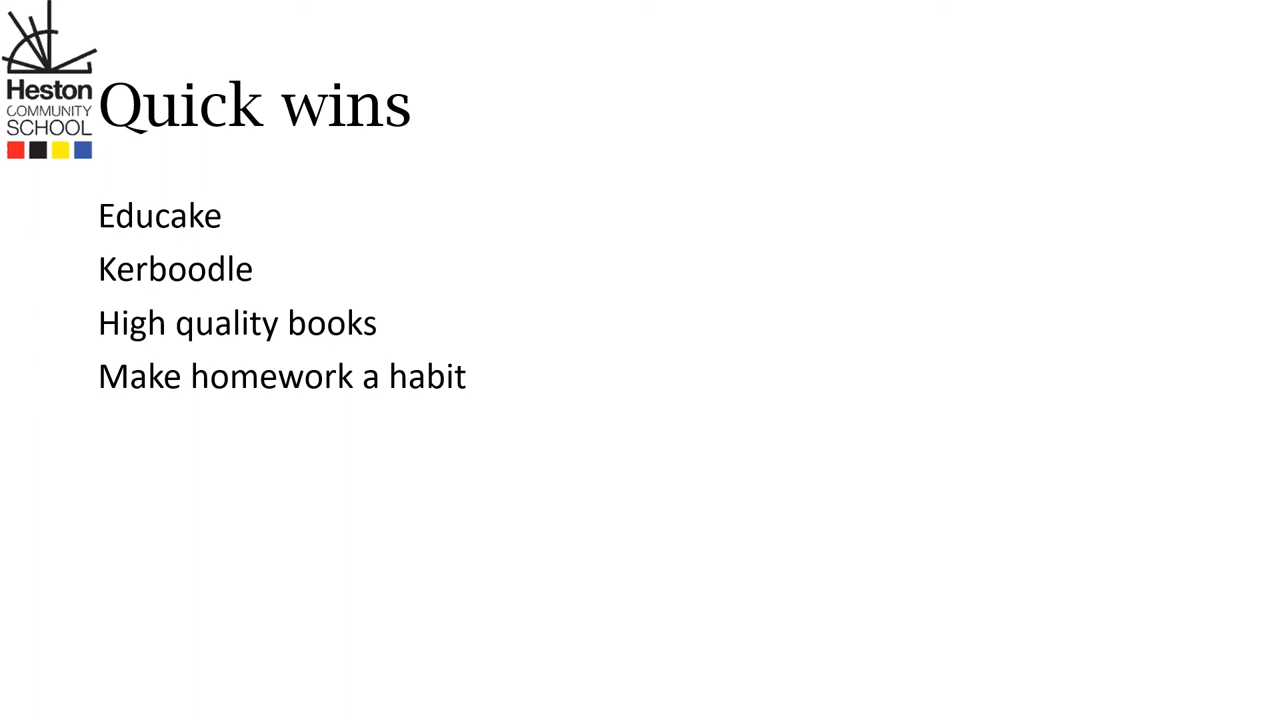 Heston
COMMUNITY
SCHOOL
Quick wins
Educake
Kerboodle
High quality books
Make homework a habit